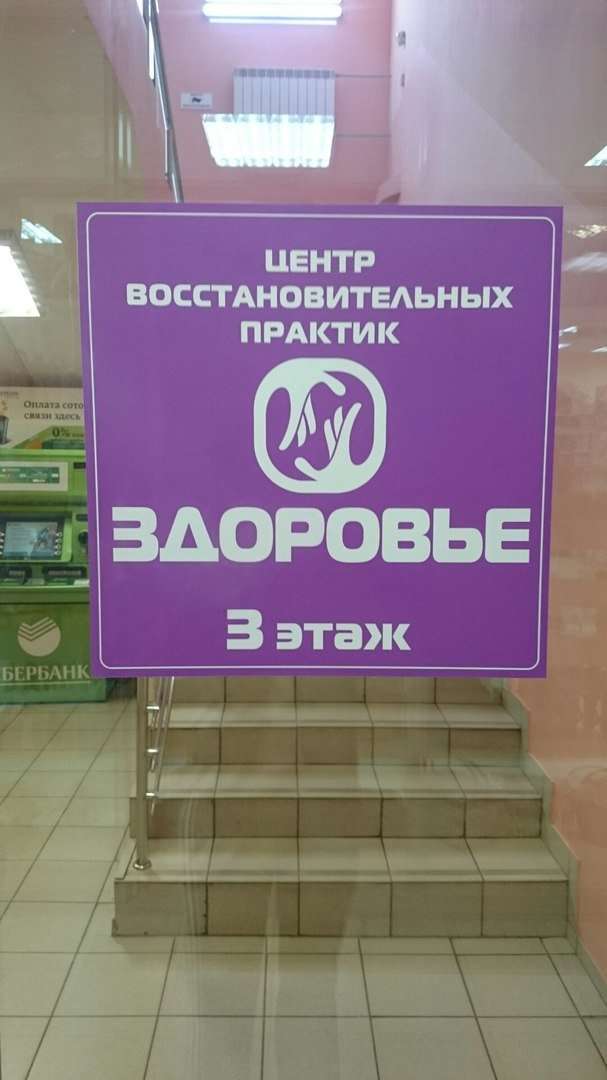 ЦЕНТР
ВОССТАНОВИТЕЛЬНЫХ
ПРАКТИК
ЗДОРОВЬЕ
3 этаж
Оплата сото
связи здесь
0%
БЕРБАНК